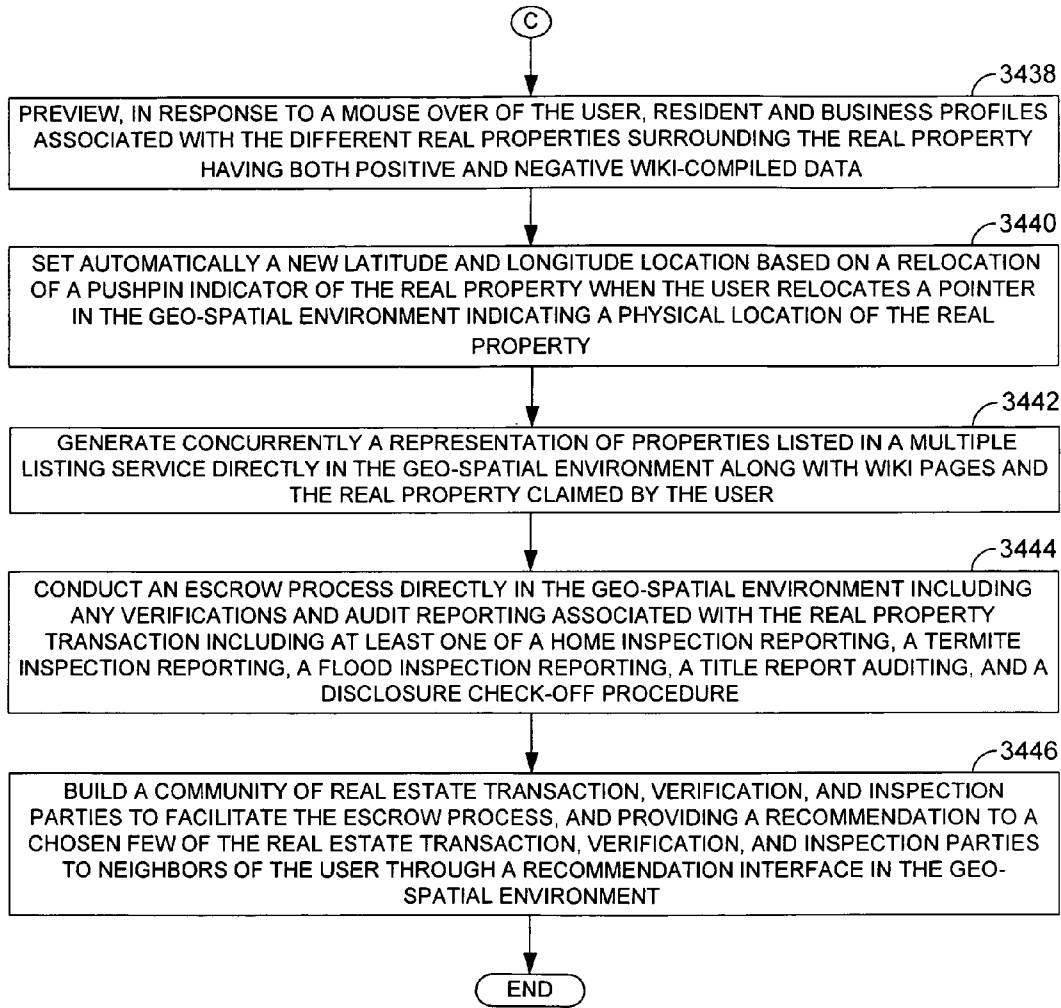 C
3438
PREVIEW, IN RESPONSE TO A MOUSE OVER OF THE USER, RESIDENT AND BUSINESS PROFILES
ASSOCIATED WITH THE DIFFERENT REAL PROPERTIES SURROUNDING THE REAL PROPERTY
HAVING BOTH POSITIVE AND NEGATIVE WIKI-COMPILED DATA
3440
SET AUTOMATICALLY A NEW LATITUDE AND LONGITUDE LOCATION BASED ON A RELOCATION
OF A PUSHPIN INDICATOR OF THE REAL PROPERTY WHEN THE USER RELOCATES A POINTER
IN THE GEO-SPATIAL ENVIRONMENT INDICATING A PHYSICAL LOCATION OF THE REAL
PROPERTY
3442
GENERATE CONCURRENTLY A REPRESENTATION OF PROPERTIES LISTED IN A MULTIPLE
LISTING SERVICE DIRECTLY IN THE GEO-SPATIAL ENVIRONMENT ALONG WITH WIKI PAGES AND
THE REAL PROPERTY CLAIMED BY THE USER
3444
CONDUCT AN ESCROW PROCESS DIRECTLY IN THE GEO-SPATIAL ENVIRONMENT INCLUDING
ANY VERIFICATIONS AND AUDIT REPORTING ASSOCIATED WITH THE REAL PROPERTY
TRANSACTION INCLUDING AT LEAST ONE OF A HOME INSPECTION REPORTING, A TERMITE
INSPECTION REPORTING, A FLOOD INSPECTION REPORTING, A TITLE REPORT AUDITING, AND A
DISCLOSURE CHECK-OFF PROCEDURE
3446
BUILD A COMMUNITY OF REAL ESTATE TRANSACTION, VERIFICATION, AND INSPECTION
PARTIES TO FACILITATE THE ESCROW PROCESS, AND PROVIDING A RECOMMENDATION TO A
CHOSEN FEW OF THE REAL ESTATE TRANSACTION, VERIFICATION, AND INSPECTION PARTIES
TO NEIGHBORS OF THE USER THROUGH A RECOMMENDATION INTERFACE IN THE GEO-
SPATIAL ENVIRONMENT
END